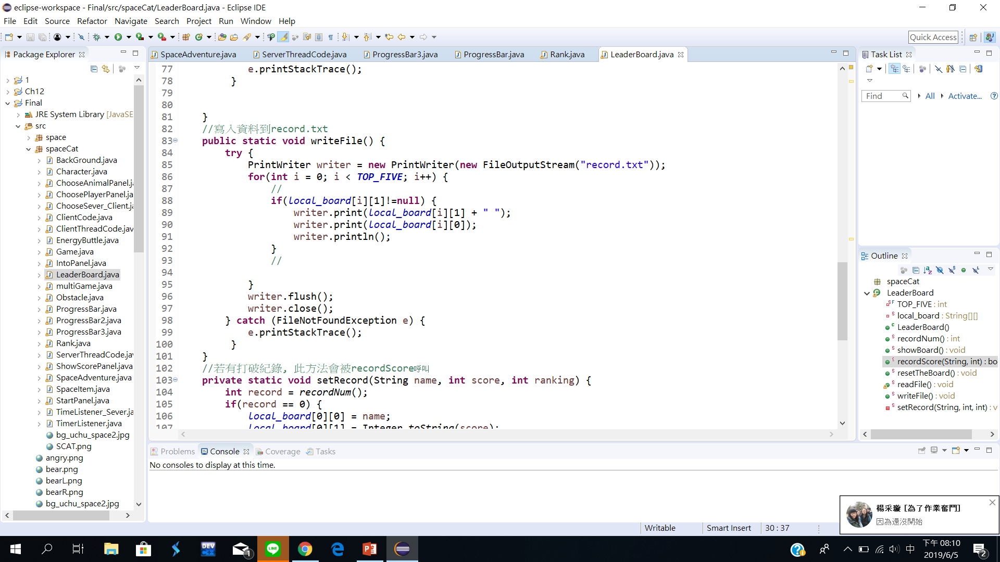 eclipse-workspace - Final/src/spaceCat/LeaderBoard.java - Eclipse IDE
File Edit Source Refactor Navigate Search Project Run Window Help
Quick Access
Package Explorer
1
Ch12
Final
JRE System Library [JavaSE
src
space
spaceCat
BackGround.java
Character.java
ChooseAnimalPanel.ja
ChoosePlayerPanel.ja
ChooseSever_Client.ja
ClientCode.java
ClientThreadCode.jav
EnergyButtle.java
Game.java
IntoPanel.java
LeaderBoard.java
multiGame.java
Obstacle.java
ProgressBar.java
ProgressBar2.java
ProgressBar3.java
Rank.java
ServerThreadCode.jav
ShowScorePanel.java
SpaceAdventure.java
SpaceItem.java
StartPanel.java
TimeListener_Sever.ja
TimerListener.java
bg_uchu_space2.jpg
SCAT.png
angry.png
bear.png
bearL.png
bearR.png
bg_uchu_space2.jpg
SpaceAdventure.java ServerThreadCode.java ProgressBar3.java ProgressBar.java Rank.java LeaderBoard.java
77 e.printStackTrace();
78 }
79
80
81 }
82 //寫入資料到record.txt
83 public static void writeFile() {
84 try {
85 PrintWriter writer = new PrintWriter(new FileOutputStream("record.txt"));
86 for(int i = 0; i < TOP_FIVE; i++) {
87 //
88 if(local_board[i][1]!=null) {
89 writer.print(local_board[i][1] + " ");
90 writer.print(local_board[i][0]);
91 writer.println();
92 }
93 //
94
95 }
96 writer.flush();
97 writer.close();
98 } catch (FileNotFoundException e) {
99 e.printStackTrace();
100 }
101 }
102 //若有打破紀錄, 此方法會被recordScore呼叫
103 private static void setRecord(String name, int score, int ranking) {
104 int record = recordNum();
105 if(record == 0) {
106 local_board[0][0] = name;
107 local_board[0][1] = Integer.toString(score);
Task List
Find All Activate...
Outline
spaceCat
LeaderBoard
TOP_FIVE : int
local_board : String[][]
LeaderBoard()
recordNum() : int
showBoard() : void
recordScore(String, int) : bo
resetTheBoard() : void
readFile() : void
writeFile() : void
setRecord(String, int, int) : v
Problems Console Coverage Tasks
No consoles to display at this time.
楊采璇 [為了作業奮鬥]
因為還沒開始
Writable Smart Insert 30 : 37
DEV
C++
1
LINE
中
下午 08:10
2019/6/5
2